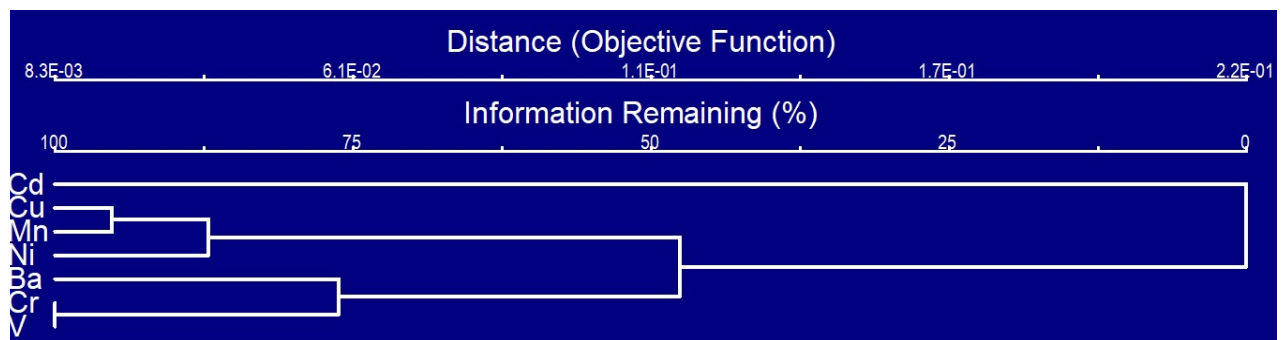 Distance (Objective Function)
8.3E-03 6.1E-02 1.1E-01 1.7E-01 2.2E-01
Information Remaining (%)
100 75 50 25 0
Cd
Cu
Mn
Ni
Ba
Cr
V